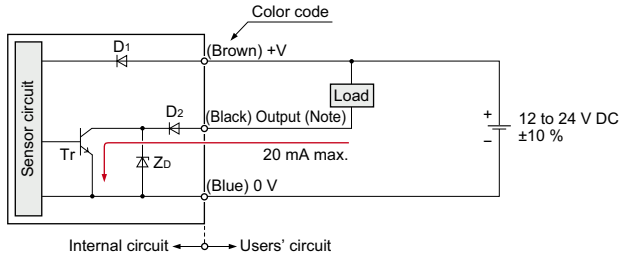 Color code
D1
(Brown) +V
Load
Sensor circuit
D2
(Black) Output (Note)
+
12 to 24 V DC
±10 %
−
Tr
ZD
20 mA max.
(Blue) 0 V
Internal circuit
Users' circuit